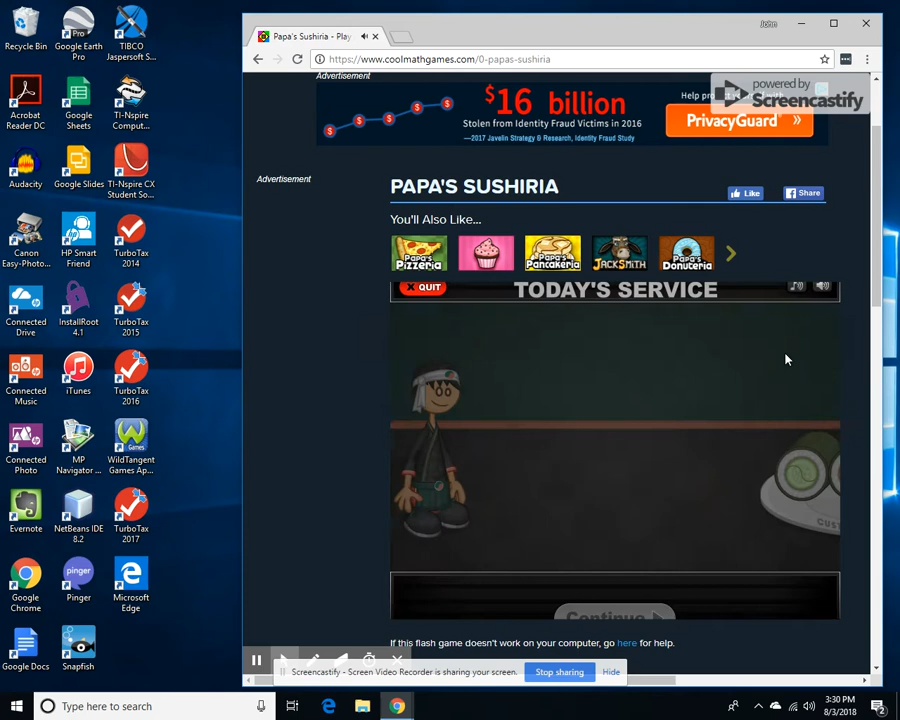 John
Papa's Sushiria - Play
https://www.coolmathgames.com/0-papas-sushiria
Advertisement
$16 billion
Stolen from Identity Fraud Victims in 2016
—2017 Javelin Strategy & Research, Identity Fraud Study
PrivacyGuard »
powered by
Screencastify
Advertisement
PAPA'S SUSHIRIA
Like
Share
You'll Also Like...
Papa's Pizzeria
Papa's Pancakeria
JACKSMITH
Papa's Donuteria
X QUIT
TODAY'S SERVICE
Continue
If this flash game doesn't work on your computer, go here for help.
Screencastify - Screen Video Recorder is sharing your screen.
Stop sharing
Hide
Recycle Bin
Google Earth
Pro
TIBCO
Jaspersoft S...
Acrobat
Reader DC
Google
Sheets
TI-Nspire
Comput...
Audacity
Google Slides
TI-Nspire CX
Student So...
Canon
Easy-Photo...
HP Smart
Friend
TurboTax
2014
Connected
Drive
InstallRoot
4.1
TurboTax
2015
Connected
Music
iTunes
TurboTax
2016
Connected
Photo
MP
Navigator ...
WildTangent
Games Ap...
Evernote
NetBeans IDE
8.2
TurboTax
2017
Google
Chrome
Pinger
Microsoft
Edge
Google Docs
Snapfish
Type here to search
3:30 PM
8/3/2018
2